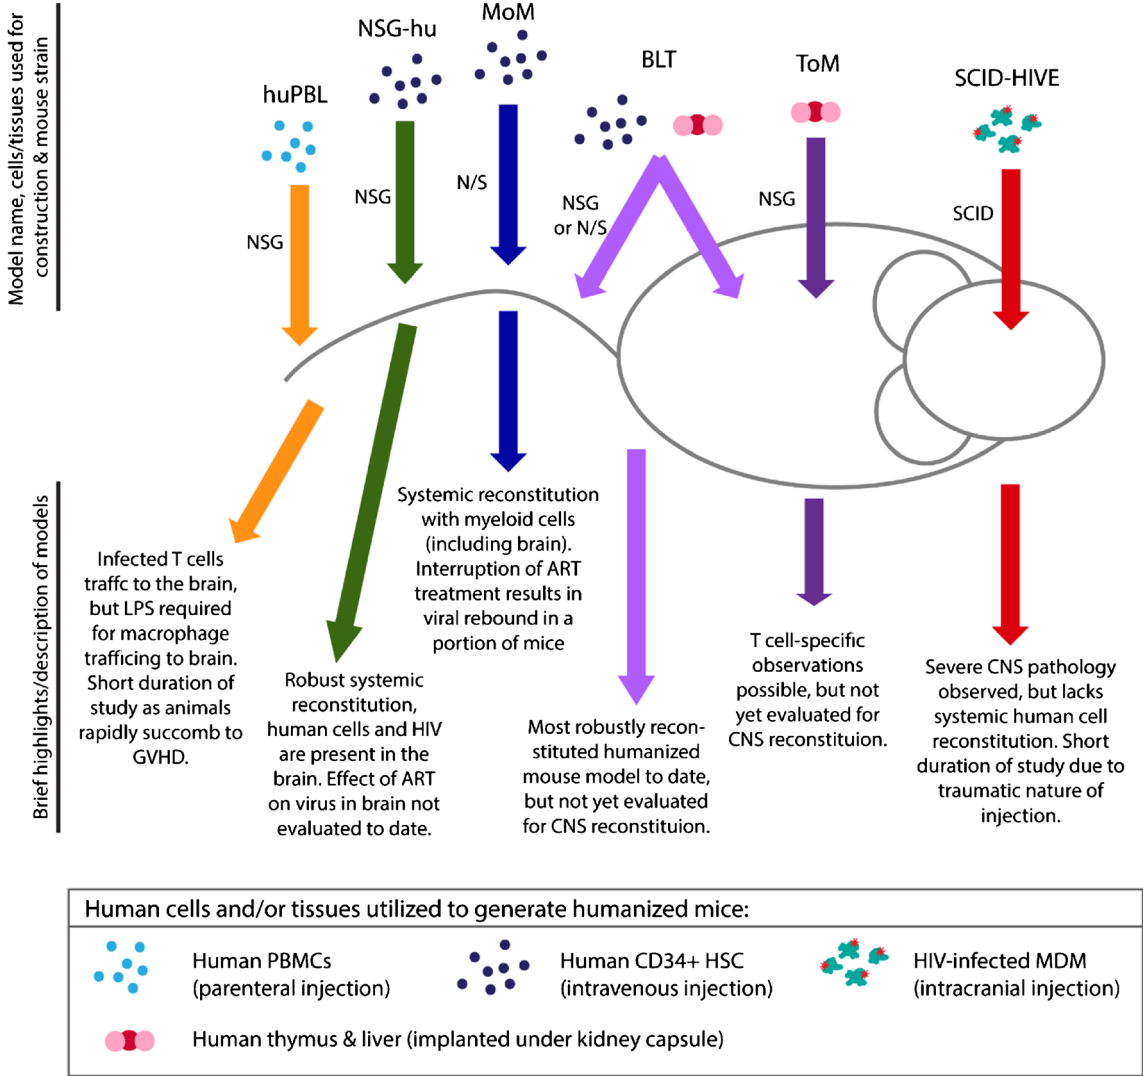 Model name, cells/tissues used for
construction & mouse strain
huPBL
NSG-hu
MoM
BLT
ToM
SCID-HIVE
NSG
NSG
N/S
NSG
or N/S
NSG
SCID
Brief highlights/description of models
Infected T cells
traffc to the brain,
but LPS required
for macrophage
trafficing to brain.
Short duration of
study as animals
rapidly succomb to
GVHD.
Robust systemic
reconstitution,
human cells and HIV
are present in the
brain. Effect of ART
on virus in brain not
evaluated to date.
Systemic reconstitution
with myeloid cells
(including brain).
Interruption of ART
treatment results in
viral rebound in a
portion of mice
Most robustly recon-
stituted humanized
mouse model to date,
but not yet evaluated
for CNS reconstituion.
T cell-specific
observations
possible, but not
yet evaluated for
CNS reconstituion.
Severe CNS pathology
observed, but lacks
systemic human cell
reconstitution. Short
duration of study due to
traumatic nature of
injection.
Human cells and/or tissues utilized to generate humanized mice:
Human PBMCs
(parenteral injection)
Human CD34+ HSC
(intravenous injection)
HIV-infected MDM
(intracranial injection)
Human thymus & liver (implanted under kidney capsule)